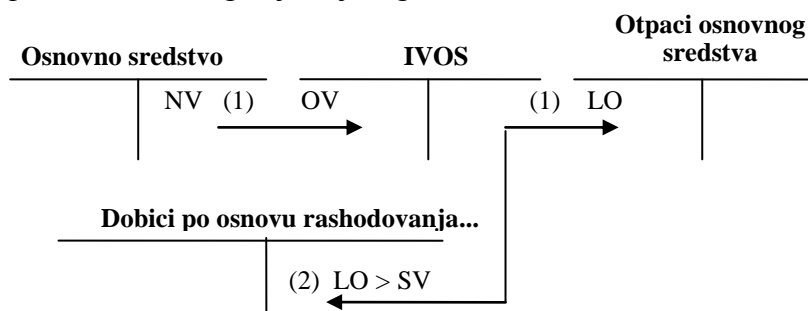 Otpaci osnovnog
sredstva
Osnovno sredstvo
IVOS
NV (1) OV
(1) LO
Dobici po osnovu rashodovanja...
(2) LO > SV